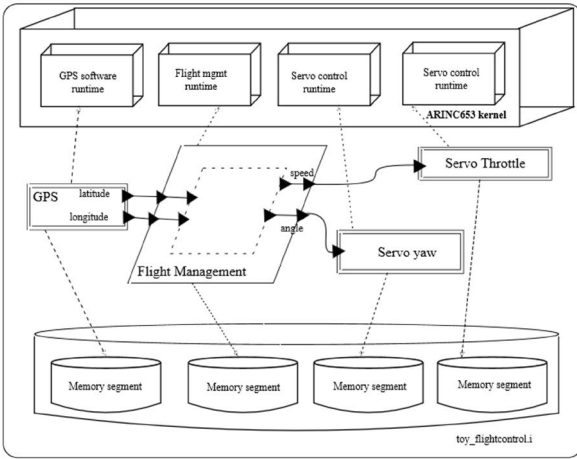 GPS software
runtime
Flight mgmt
runtime
Servo control
runtime
Servo control
runtime
ARINC653 kernel
speed
Servo Throttle
latitude
GPS
longitude
angle
Servo yaw
Flight Management
Memory segment
Memory segment
Memory segment
Memory segment
toy_flightcontrol.i